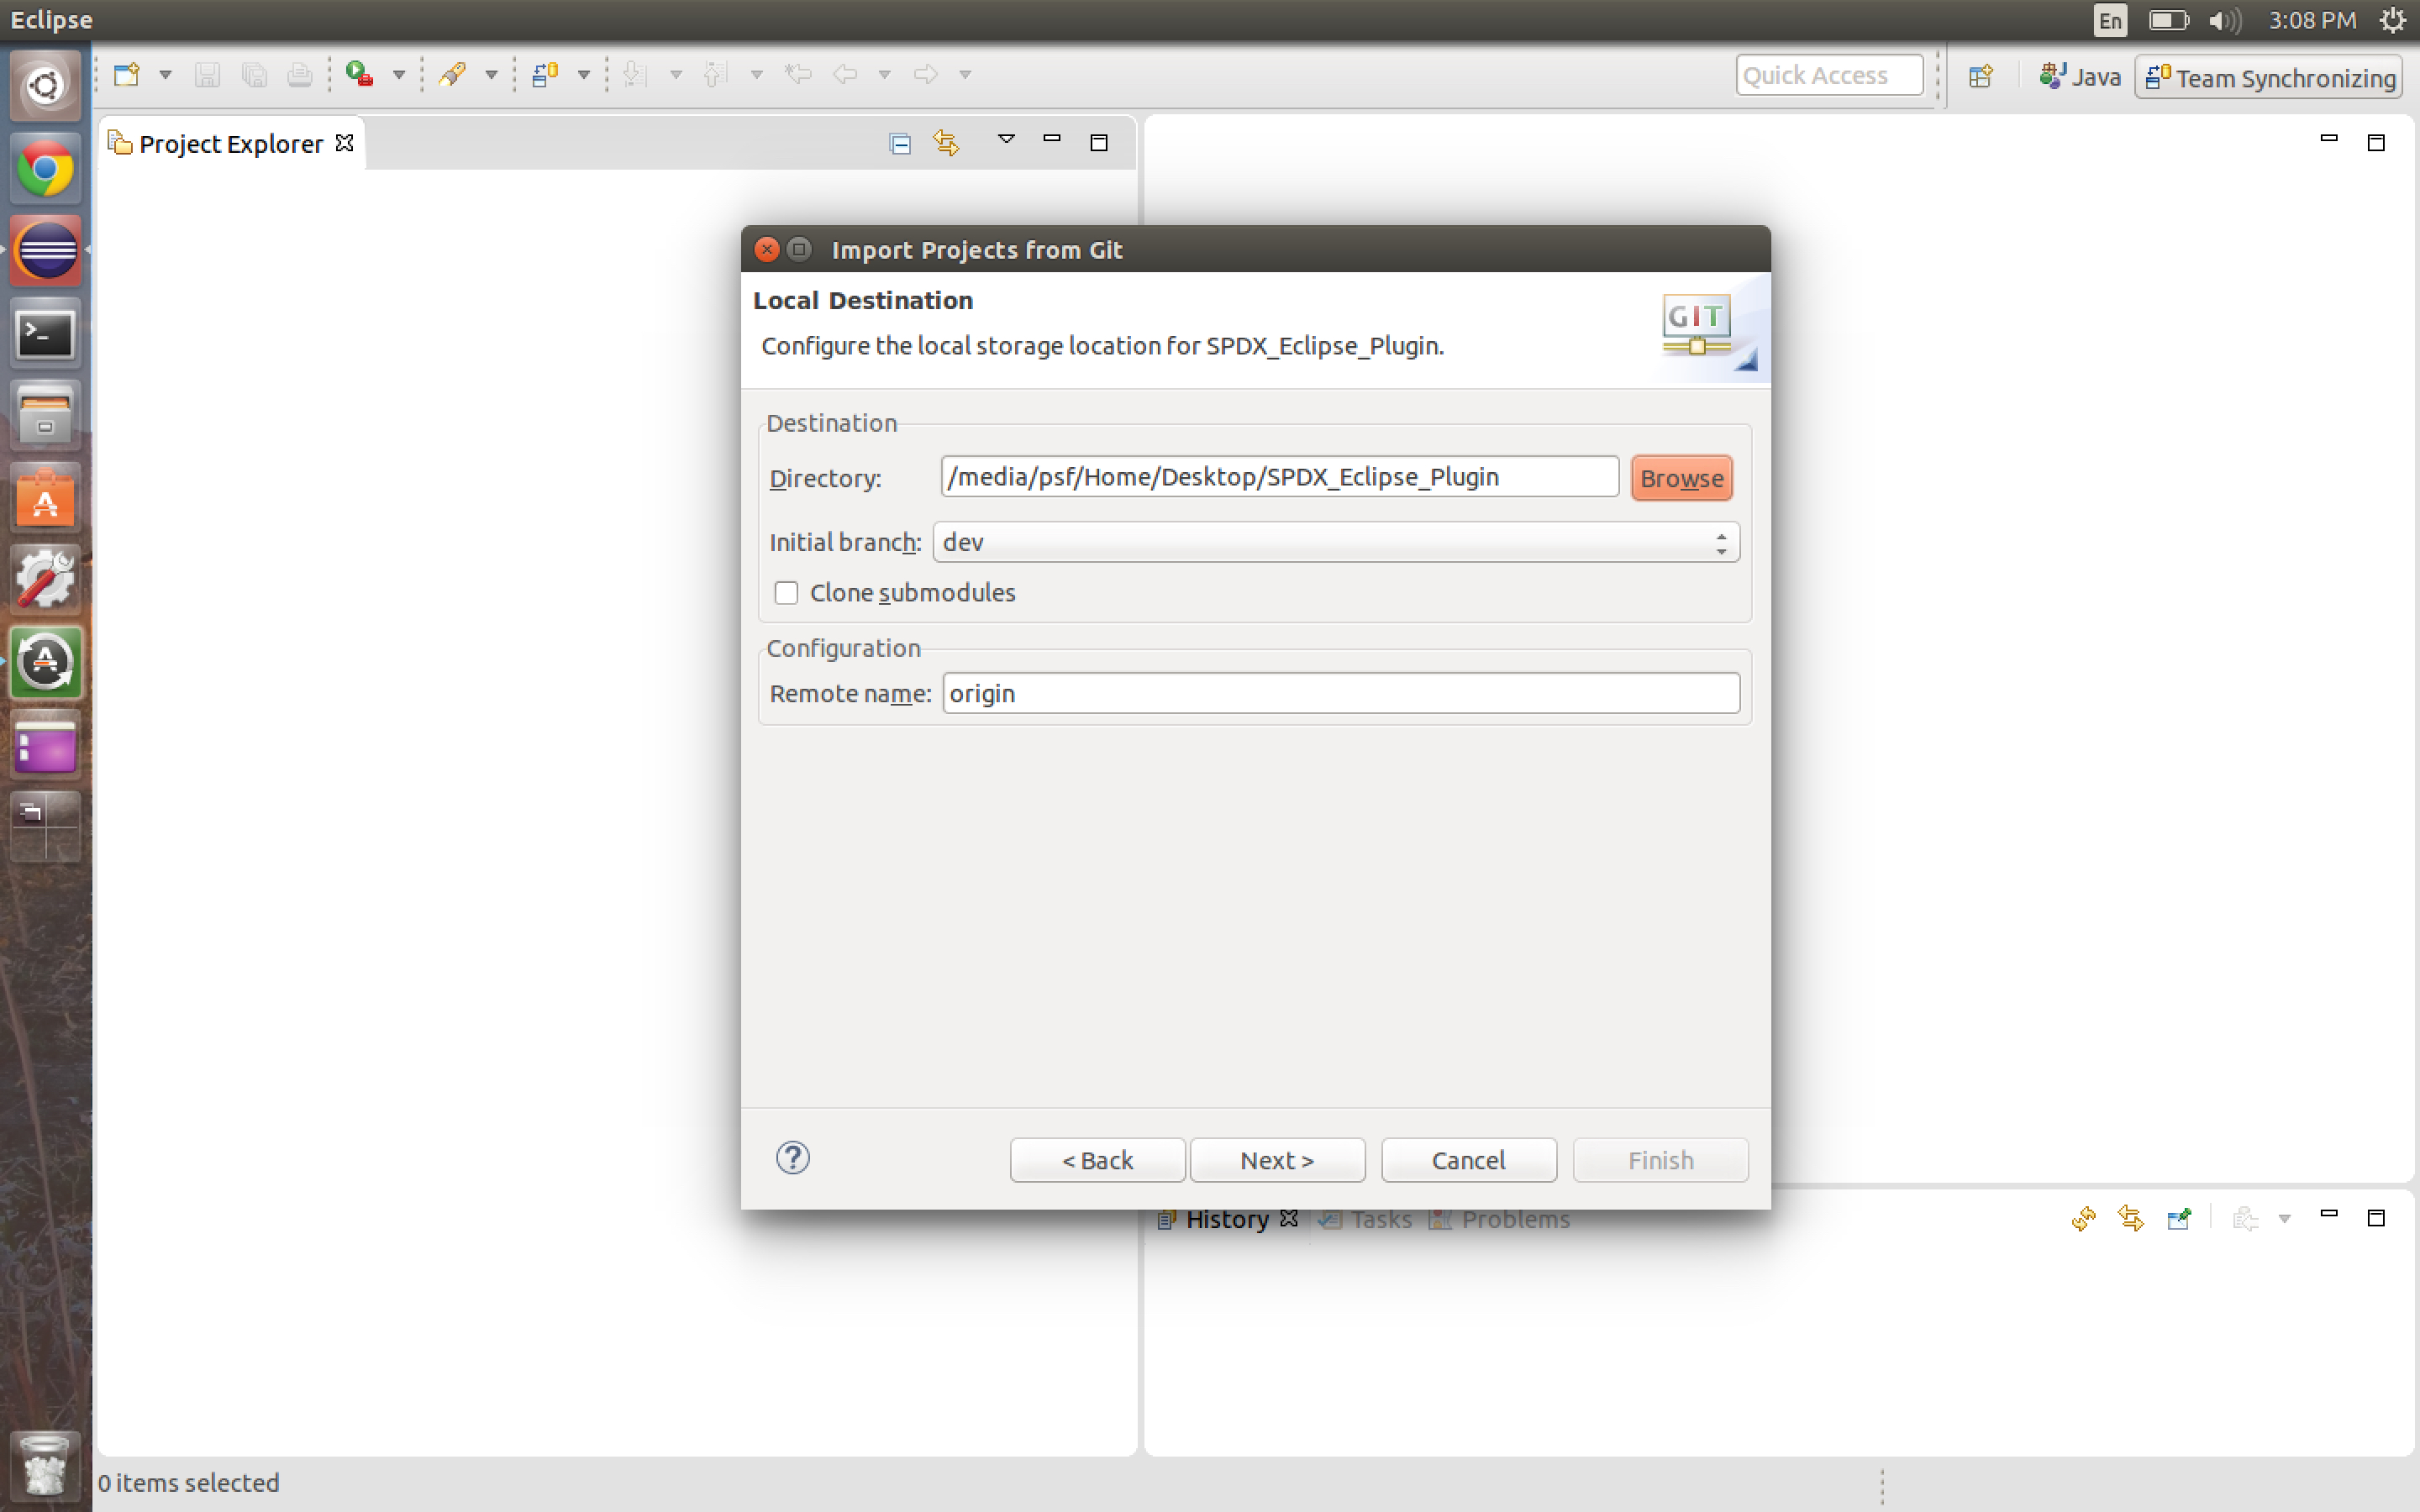 Eclipse
En
3:08 PM
Quick Access
Java
Team Synchronizing
Project Explorer
Import Projects from Git
Local Destination
Configure the local storage location for SPDX_Eclipse_Plugin.
GIT
Destination
Directory:
/media/psf/Home/Desktop/SPDX_Eclipse_Plugin
Browse
Initial branch:
dev
Clone submodules
Configuration
Remote name:
origin
?
< Back
Next >
Cancel
Finish
History
Tasks
Problems
0 items selected